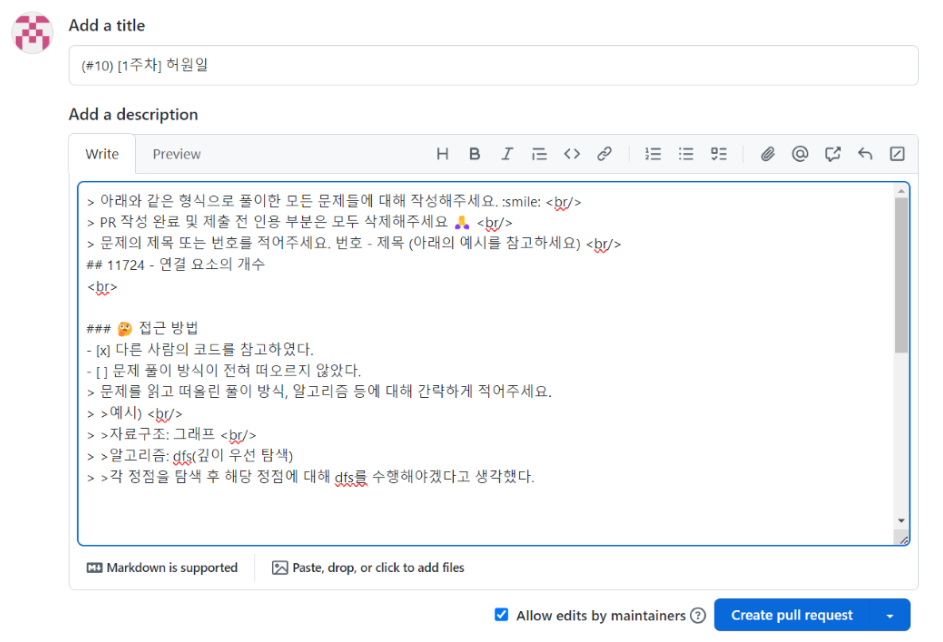 Add a title
(#10) [1주차] 허원일
Add a description
Write Preview
> 아래와 같은 형식으로 풀이한 모든 문제들에 대해 작성해주세요. :smile: <br/>
> PR 작성 완료 및 제출 전 인용 부분은 모두 삭제해주세요 🙏 <br/>
> 문제의 제목 또는 번호를 적어주세요. 번호 - 제목 (아래의 예시를 참고하세요) <br/>
## 11724 - 연결 요소의 개수
<br>
### 🤔 접근 방법
- [x] 다른 사람의 코드를 참고하였다.
- [ ] 문제 풀이 방식이 전혀 떠오르지 않았다.
> 문제를 읽고 떠올린 풀이 방식, 알고리즘 등에 대해 간략하게 적어주세요.
> >예시) <br/>
> >자료구조: 그래프 <br/>
> >알고리즘: dfs(깊이 우선 탐색)
> >각 정점을 탐색 후 해당 정점에 대해 dfs를 수행해야겠다고 생각했다.
Markdown is supported Paste, drop, or click to add files
Allow edits by maintainers Create pull request